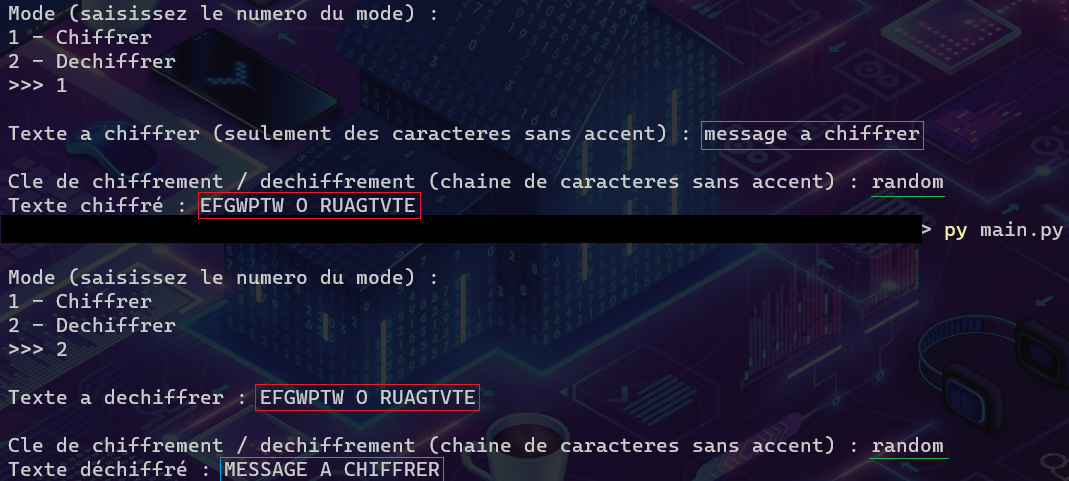 Mode (saisissez le numero du mode) :
1 - Chiffrer
2 - Dechiffrer
>>> 1
Texte a chiffrer (seulement des caracteres sans accent) : message a chiffrer
Cle de chiffrement / dechiffrement (chaine de caracteres sans accent) : random
Texte chiffré : EFGWPTW O RUAGTVTE
> py main.py
Mode (saisissez le numero du mode) :
1 - Chiffrer
2 - Dechiffrer
>>> 2
Texte a dechiffrer : EFGWPTW O RUAGTVTE
Cle de chiffrement / dechiffrement (chaine de caracteres sans accent) : random
Texte déchiffré : MESSAGE A CHIFFRER